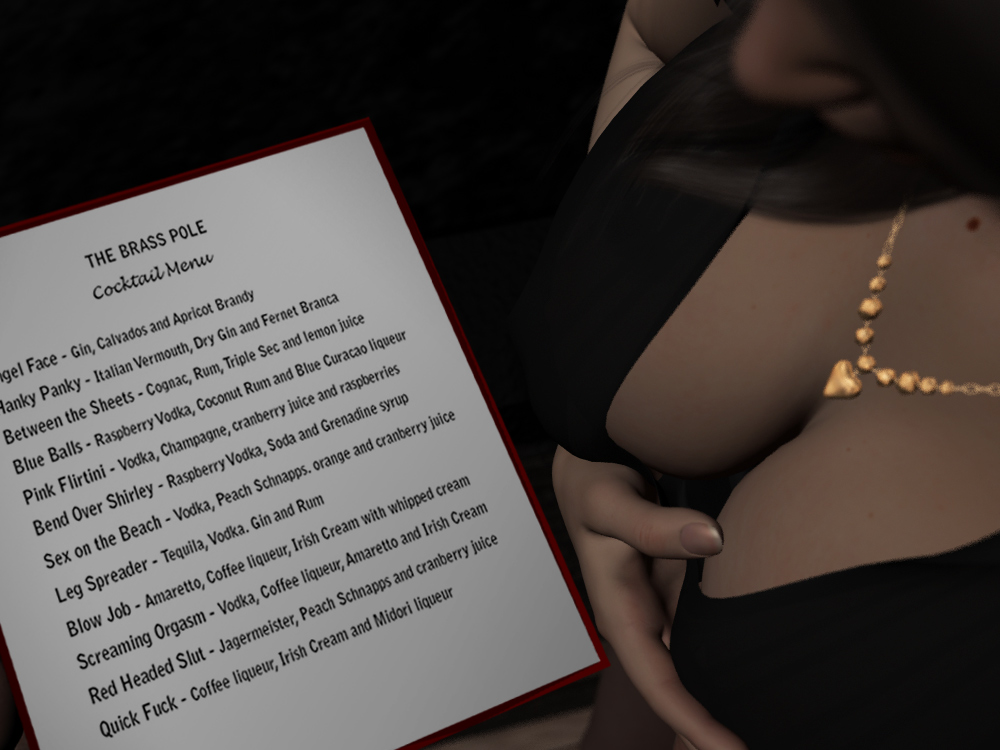 THE BRASS POLE
Cocktail Menu
ngel Face - Gin, Calvados and Apricot Brandy
Hanky Panky - Italian Vermouth, Dry Gin and Fernet Branca
Between the Sheets - Cognac, Rum, Triple Sec and lemon juice
Blue Balls - Raspberry Vodka, Coconut Rum and Blue Curacao liqueur
Pink Flirtini - Vodka, Champagne, cranberry juice and raspberries
Bend Over Shirley - Raspberry Vodka, Soda and Grenadine syrup
Sex on the Beach - Vodka, Peach Schnapps. orange and cranberry juice
Leg Spreader - Tequila, Vodka. Gin and Rum
Blow Job - Amaretto, Coffee liqueur, Irish Cream with whipped cream
Screaming Orgasm - Vodka, Coffee liqueur, Amaretto and Irish Cream
Red Headed Slut - Jagermeister, Peach Schnapps and cranberry juice
Quick Fuck - Coffee liqueur, Irish Cream and Midori liqueur